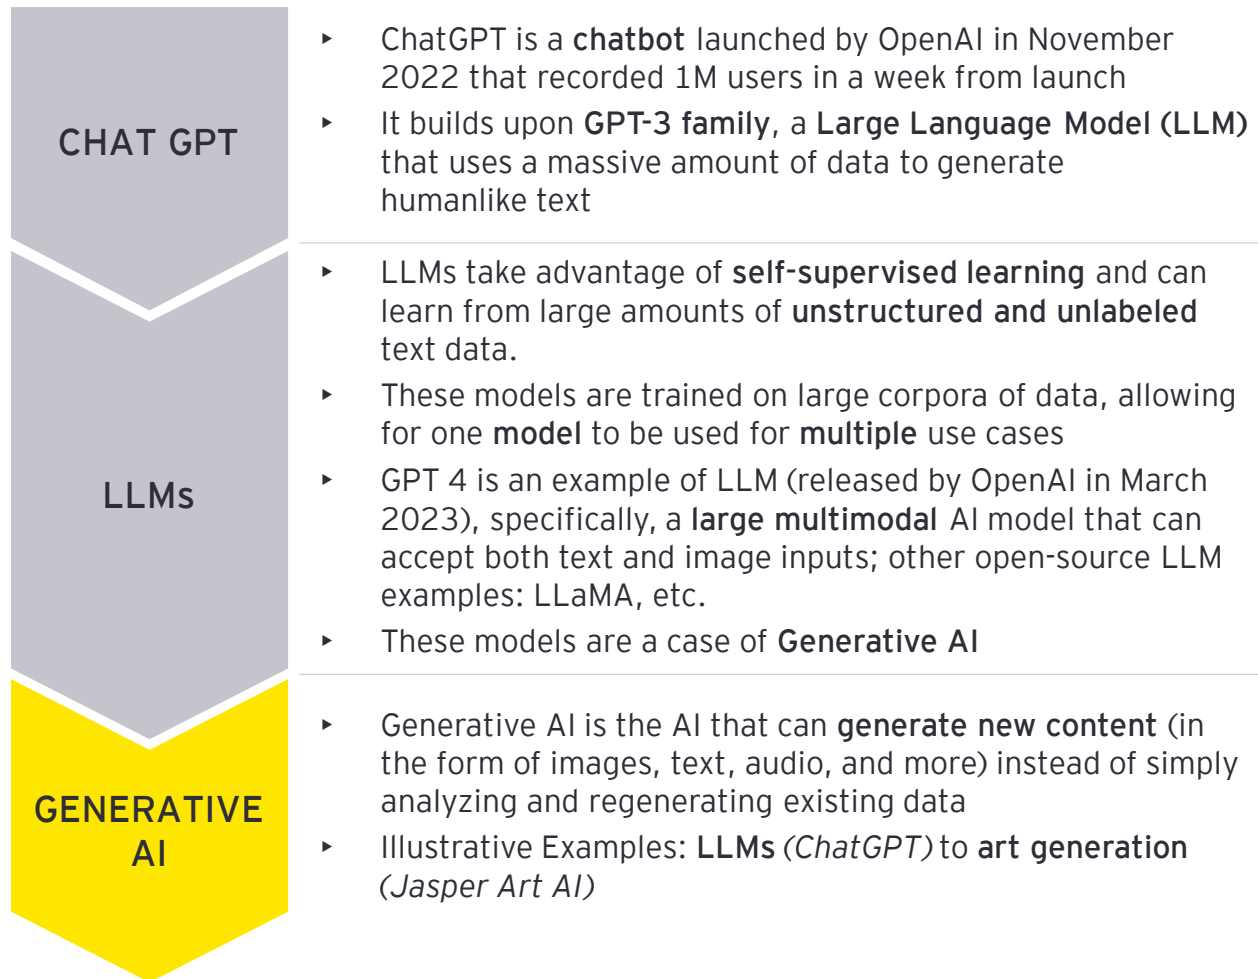 CHAT GPT
‣ ChatGPT is a chatbot launched by OpenAI in November
2022 that recorded 1M users in a week from launch
‣ It builds upon GPT-3 family, a Large Language Model (LLM)
that uses a massive amount of data to generate
humanlike text
LLMs
‣ LLMs take advantage of self-supervised learning and can
learn from large amounts of unstructured and unlabeled
text data.
‣ These models are trained on large corpora of data, allowing
for one model to be used for multiple use cases
‣ GPT 4 is an example of LLM (released by OpenAI in March
2023), specifically, a large multimodal AI model that can
accept both text and image inputs; other open-source LLM
examples: LLaMA, etc.
‣ These models are a case of Generative AI
GENERATIVE
AI
‣ Generative AI is the AI that can generate new content (in
the form of images, text, audio, and more) instead of simply
analyzing and regenerating existing data
‣ Illustrative Examples: LLMs (ChatGPT) to art generation
(Jasper Art AI)